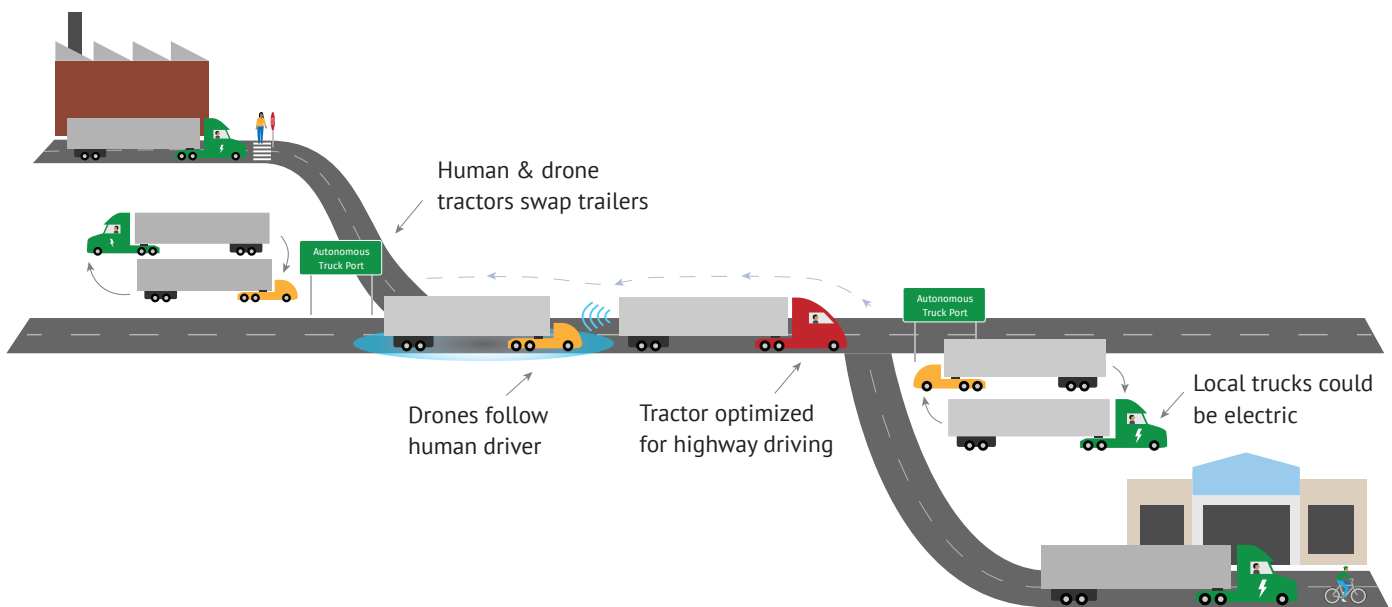 Human & drone
tractors swap trailers
Autonomous
Truck Port
Autonomous
Truck Port
Drones follow
human driver
Tractor optimized
for highway driving
Local trucks could
be electric